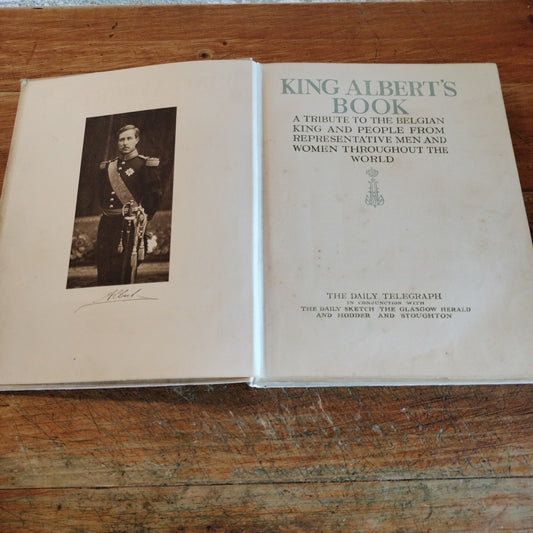 Albert
KING ALBERT'S
BOOK
A TRIBUTE TO THE BELGIAN
KING AND PEOPLE FROM
REPRESENTATIVE MEN AND
WOMEN THROUGHOUT THE
WORLD
THE DAILY TELEGRAPH
IN CONJUNCTION WITH
THE DAILY SKETCH THE GLASGOW HERALD
AND HODDER AND STOUGHTON